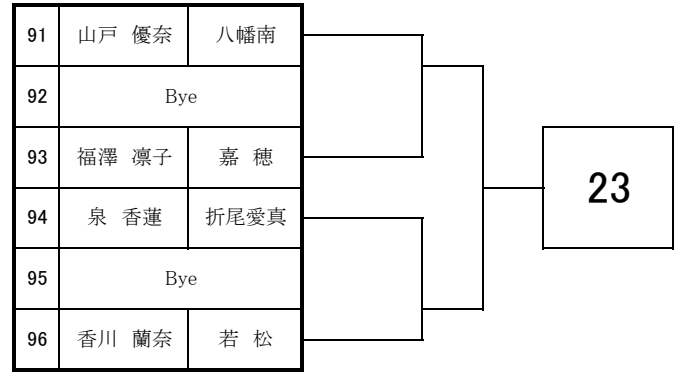 91 山戸 優奈 八幡南
92 Bye
93 福澤 凛子 嘉 穂
94 泉 香蓮 折尾愛真
95 Bye
96 香川 蘭奈 若 松
23